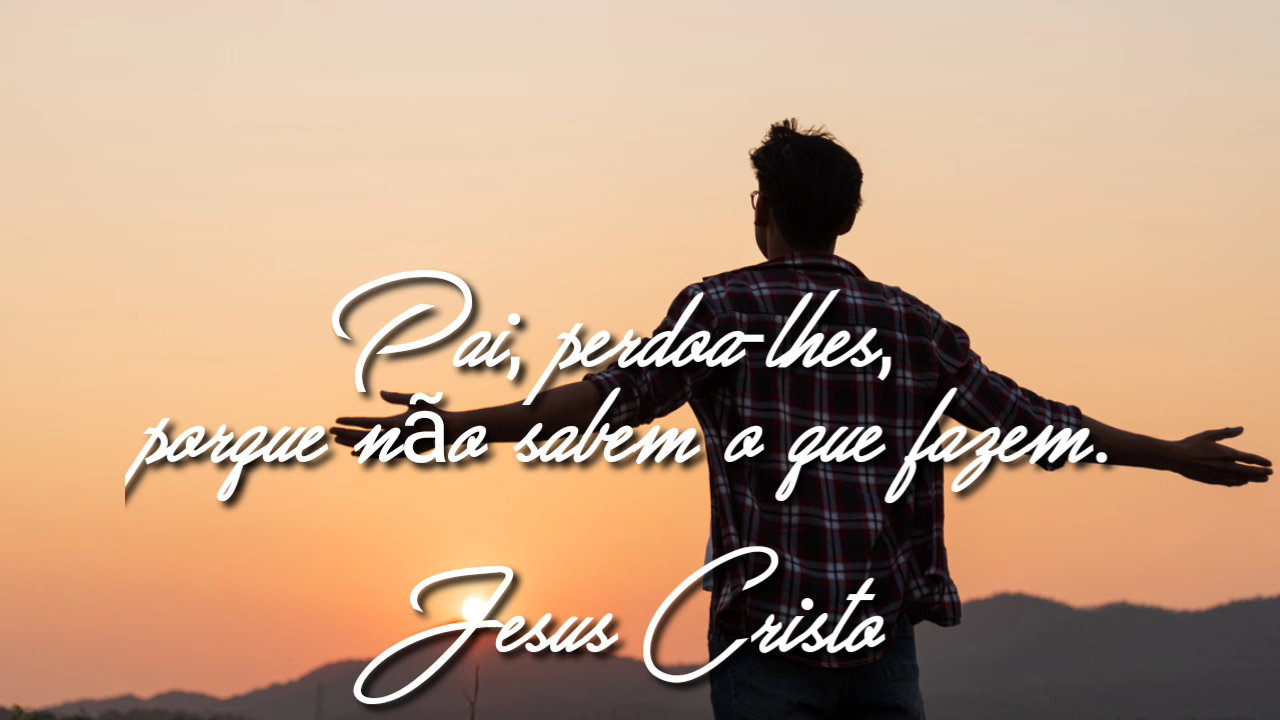 Pai, perdoa-lhes,
porque não sabem o que fazem.
Jesus Cristo